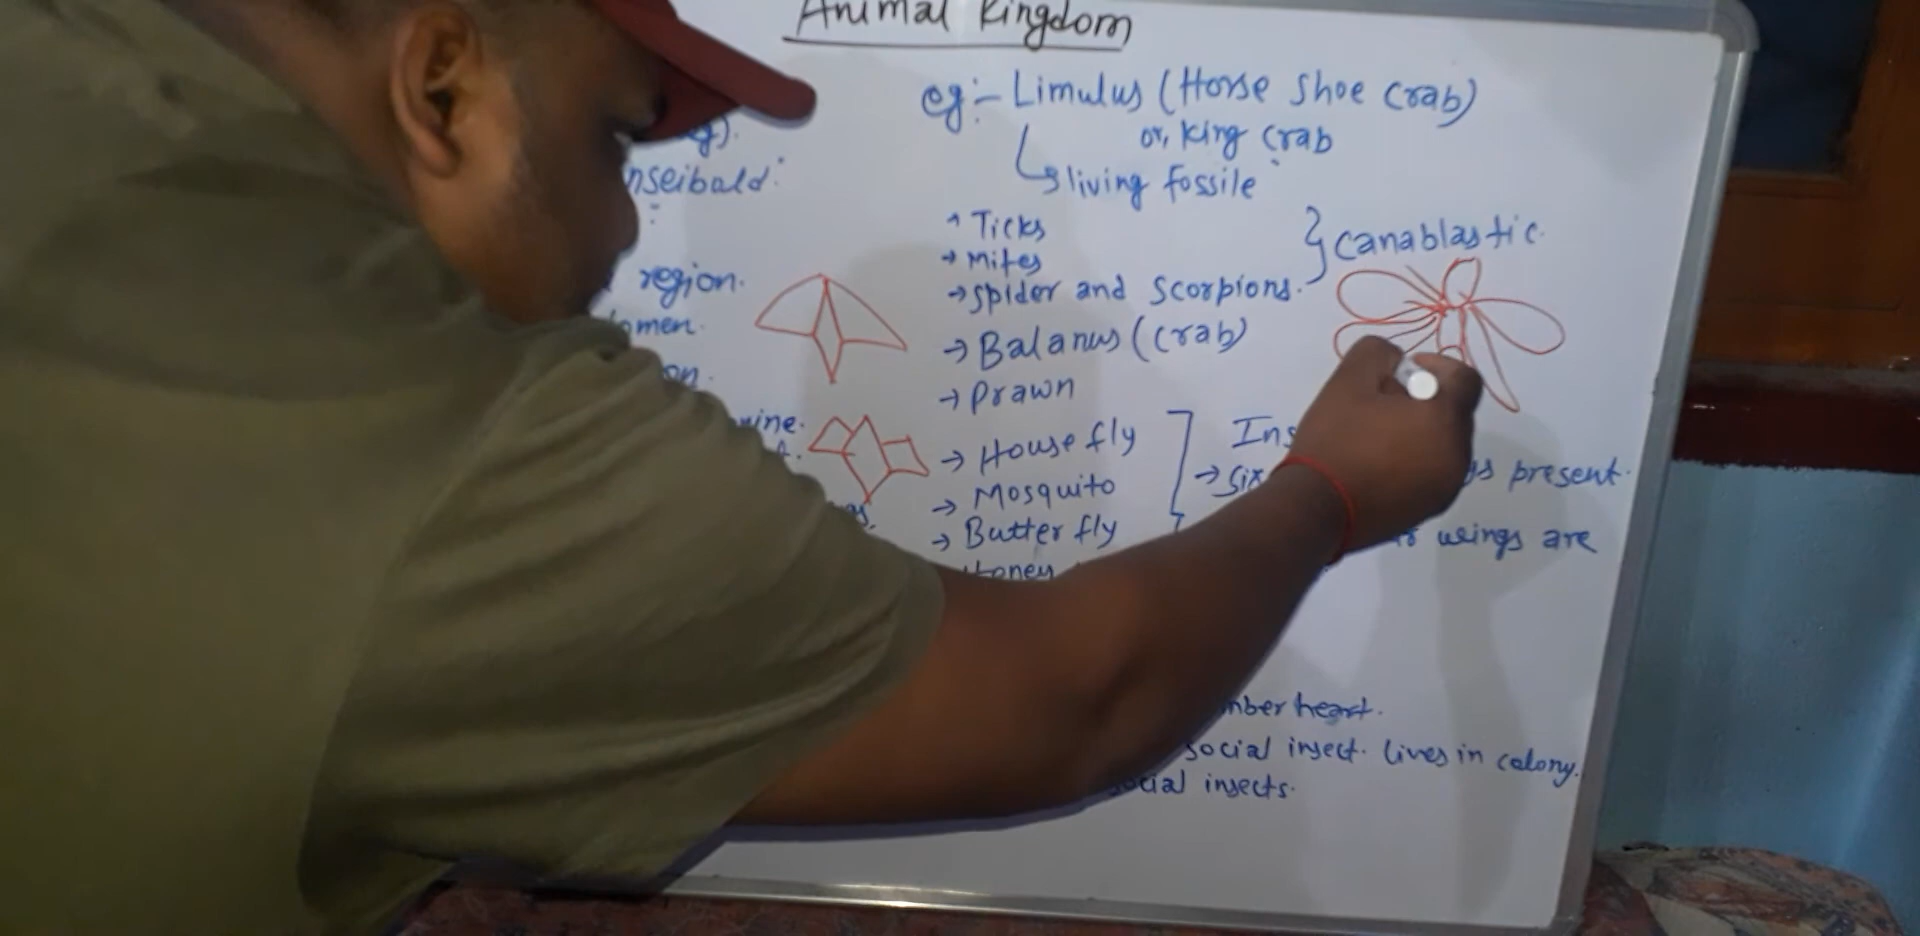 Animal Kingdom
eg:- Limulus (Horse Shoe Crab)
or, King Crab
living fossile
nseibald."
→ Ticks
→ Mites
→ Spider and Scorpions.
} Canablastic.
region.
omen.
→ Balanus (Crab)
on.
→ Prawn
→ House fly
→ Mosquito
→ Butter fly
Ins
→ Six
present.
wings are
mber heart.
social insect. Lives in colony.
social insects.